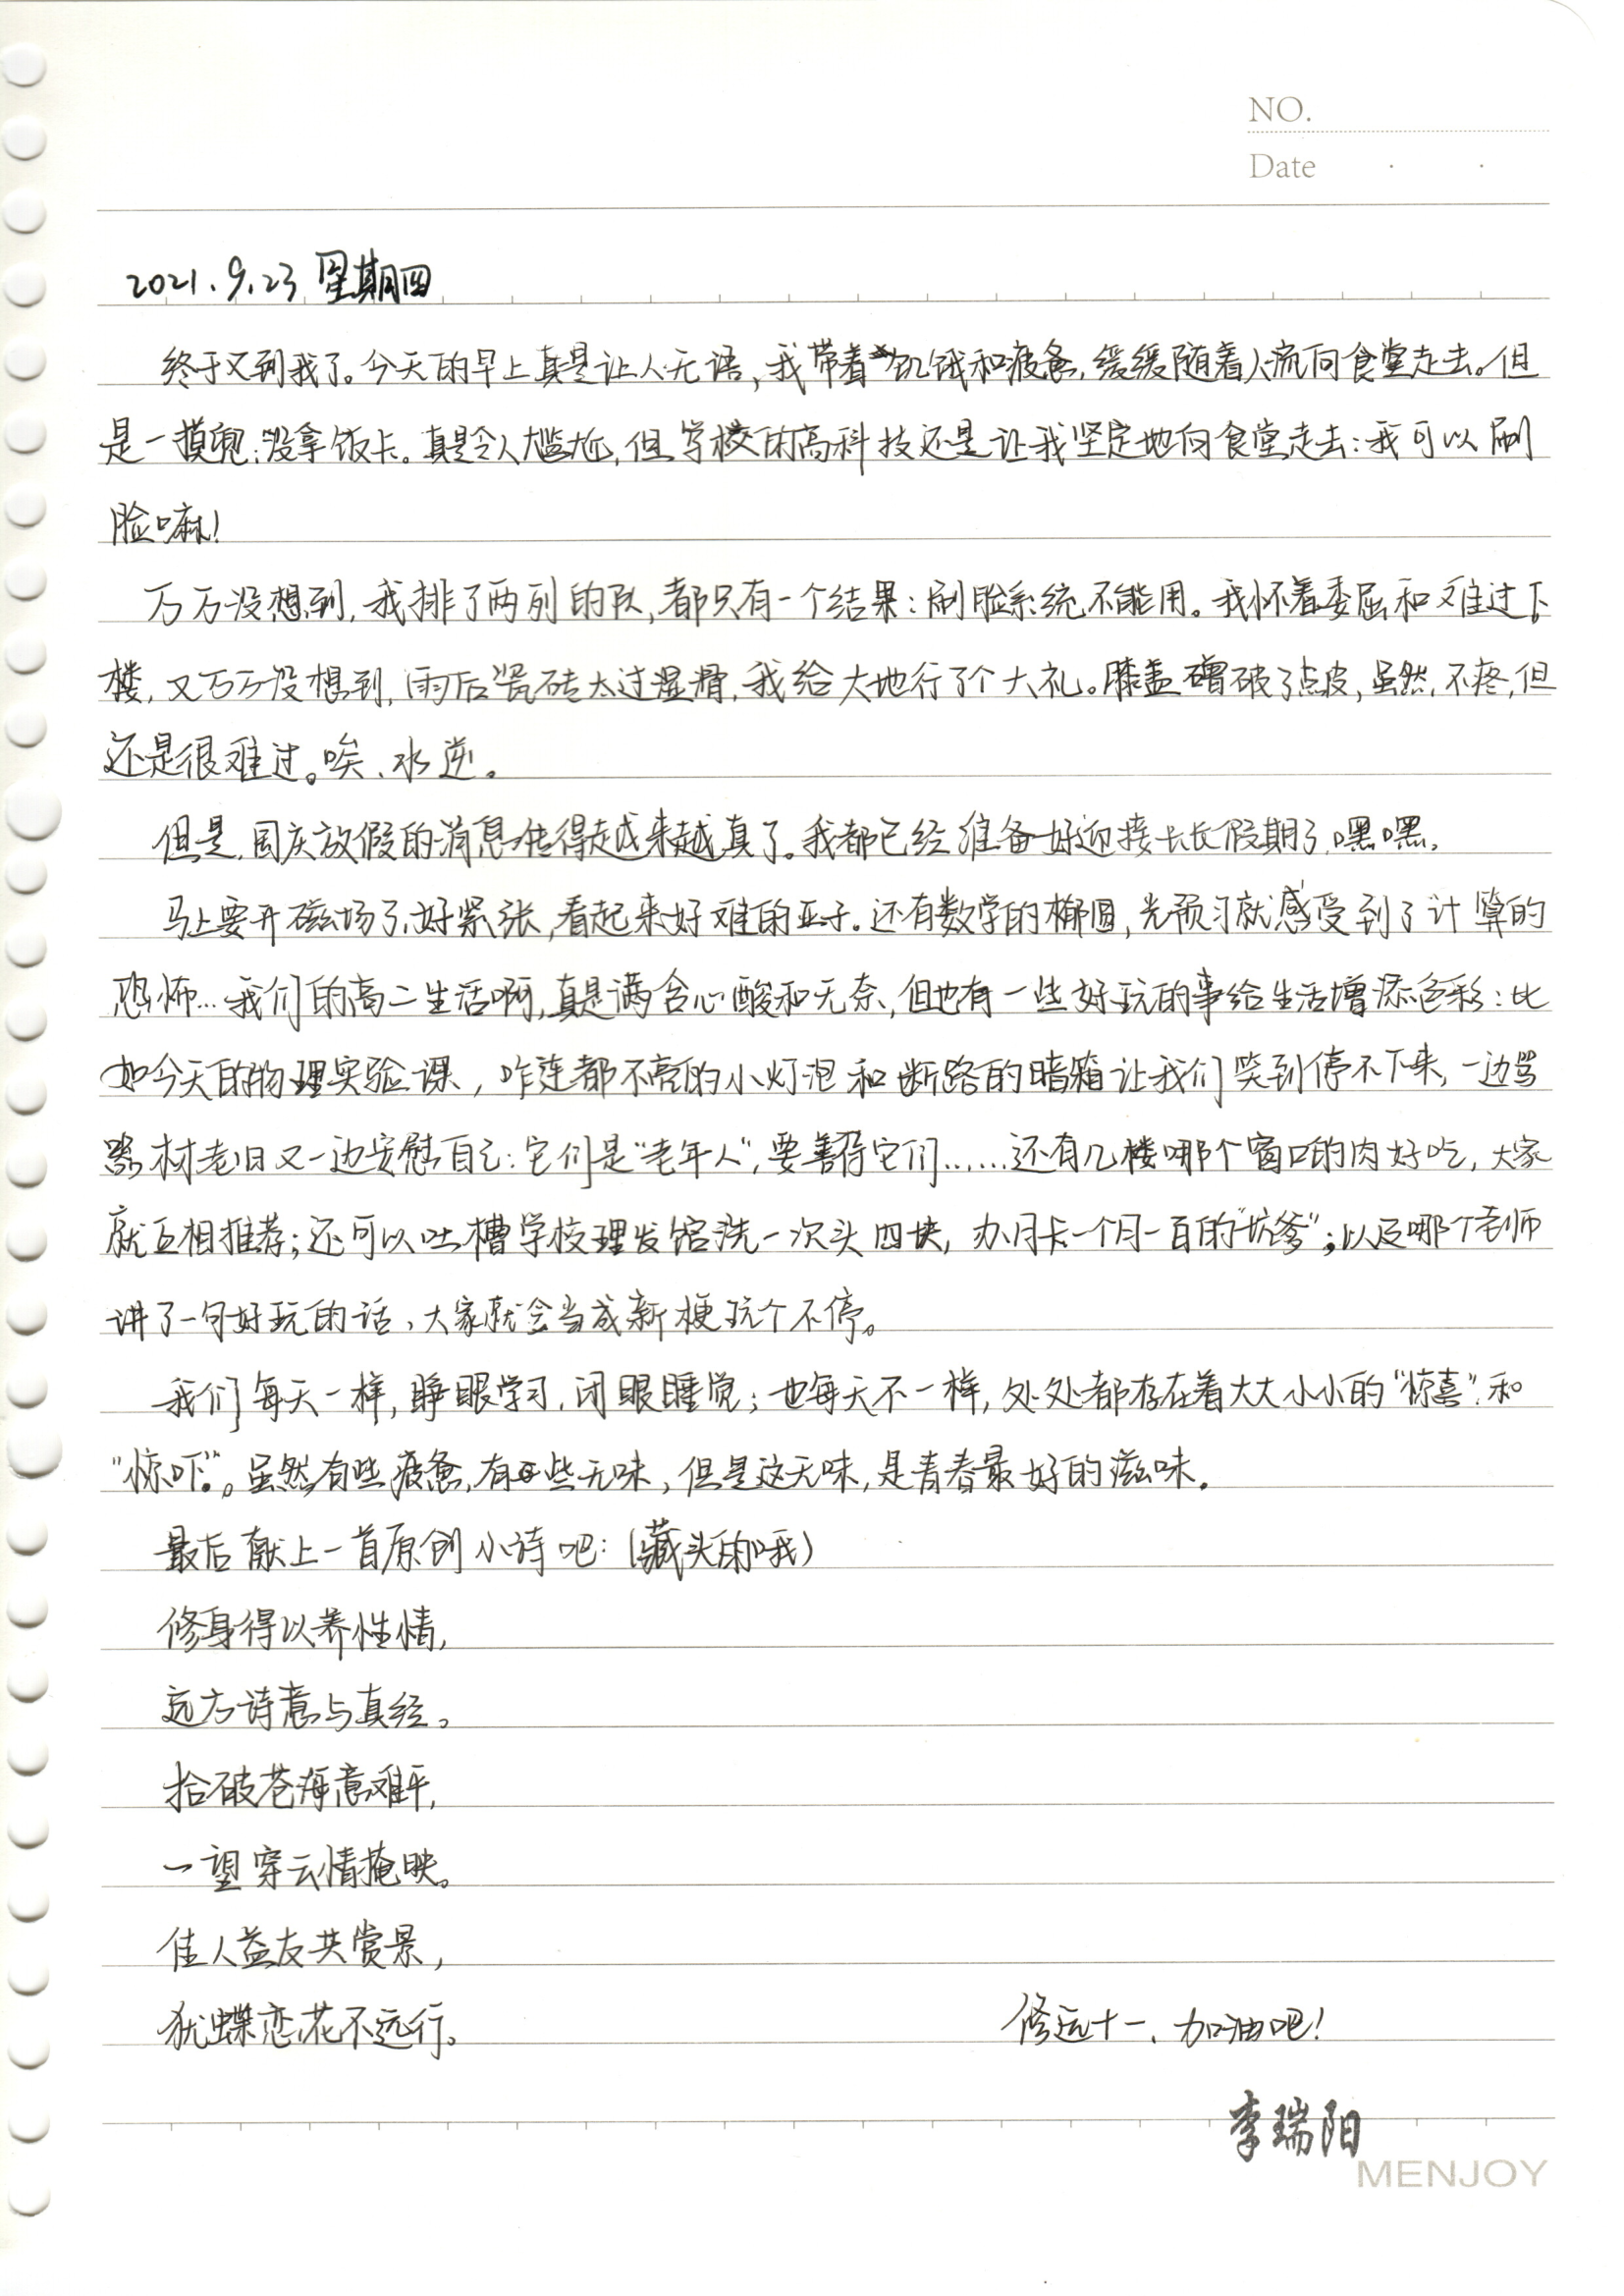 NO.
Date
2021.9.23 星期四
终于又到我了。今天的早上真是让人无语,我带着饥饿和疲惫,缓缓随着人流向食堂走去。但
是一摸兜:没拿饭卡。真是令人尴尬,但学校的高科技还是让我坚定地向食堂走去:我可以刷
脸嘛!
万万没想到,我排了两列的队,都只有一个结果:刷脸系统不能用。我怀着委屈和难过下
楼,又万万没想到,雨后瓷砖太过湿滑,我给大地行了个大礼。膝盖磳破了点皮,虽然不疼,但
还是很难过。唉、水逆。
但是,国庆放假的消息传得越来越真了。我都已经准备好迎接长长假期了,嘿嘿,
马上要开磁场了,好紧张,看起来好难的亚子。还有数学的椭圆,光预习就感受到了计算的
恐怖…我们的高二生活啊,真是满含心酸和无奈,但也有一些好玩的事给生活增添色彩:比
如今天的物理实验课,咋连都不亮的小灯泡和断路的暗箱让我们笑到停不下来,一边骂
器材老旧又一边安慰自己:它们是"老年人",要善待它们……还有几楼哪个窗口的肉好吃,大家
就互相推荐;还可以吐槽学校理发馆洗一次头四块,办月卡一个月一百的"坑爹";以及哪个老师
讲了一句好玩的话,大家就会当成新梗玩个不停。
我们每天一样,睁眼学习,闭眼睡觉;也每天不一样,处处都存在着大大小小的"惊喜"和
"惊吓"。虽然有些疲惫,有些无味,但是这无味,是青春最好的滋味。
最后献上一首原创小诗吧:(藏头的哦)
修身得以养性情,
远方诗意与真经。
拾破苍海意难平,
一望穿云情掩映。
佳人益友共赏景,
犹蝶恋花不远行。
修远十一、加油吧!
李瑞阳
MENJOY